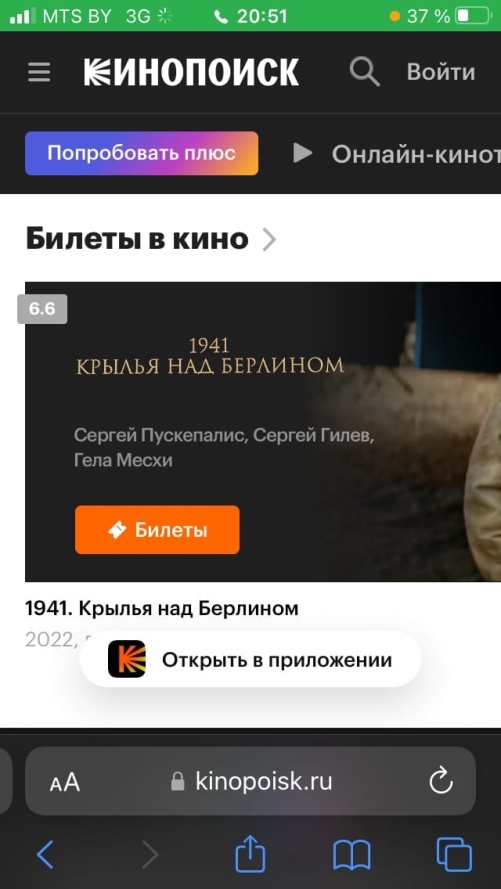 MTS BY 3G 20:51 37 %
КИНОПОИСК Войти
Попробовать плюс Онлайн-кинот
Билеты в кино
6.6
1941
КРЫЛЬЯ НАД БЕРЛИНОМ
Сергей Пускепалис, Сергей Гилев,
Гела Месхи
Билеты
1941. Крылья над Берлином
2022,
Открыть в приложении
AA kinopoisk.ru